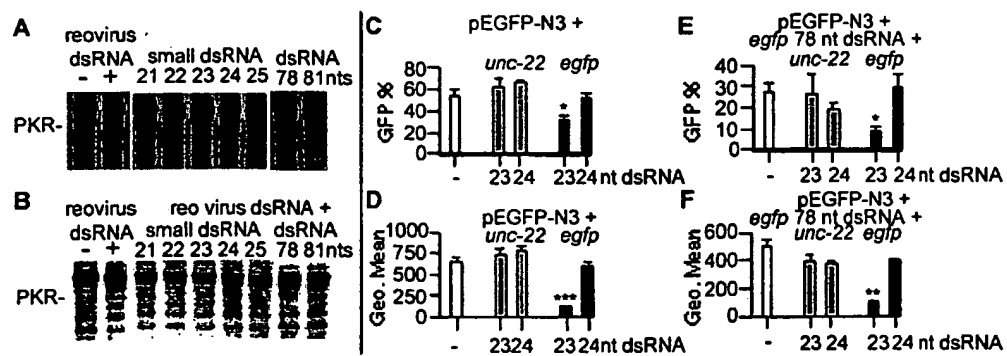 A
reovirus
dsRNA small dsRNA dsRNA
- + 21 22 23 24 25 78 81nts
PKR-
B
reovirus reo virus dsRNA +
dsRNA small dsRNA dsRNA
- + 21 22 23 24 25 78 81nts
PKR-
C
pEGFP-N3 +
unc-22 egfp
GFP %
80
60
40
20
0
*
- 23 24 23 24 nt dsRNA
D
pEGFP-N3 +
unc-22 egfp
Geo. Mean
1000
750
500
250
0
***
- 23 24 23 24 nt dsRNA
E
pEGFP-N3 +
egfp 78 nt dsRNA +
unc-22 egfp
GFP %
40
30
20
10
0
*
- 23 24 23 24 nt dsRNA
F
pEGFP-N3 +
egfp 78 nt dsRNA +
unc-22 egfp
Geo. Mean
600
400
200
0
**
- 23 24 23 24 nt dsRNA